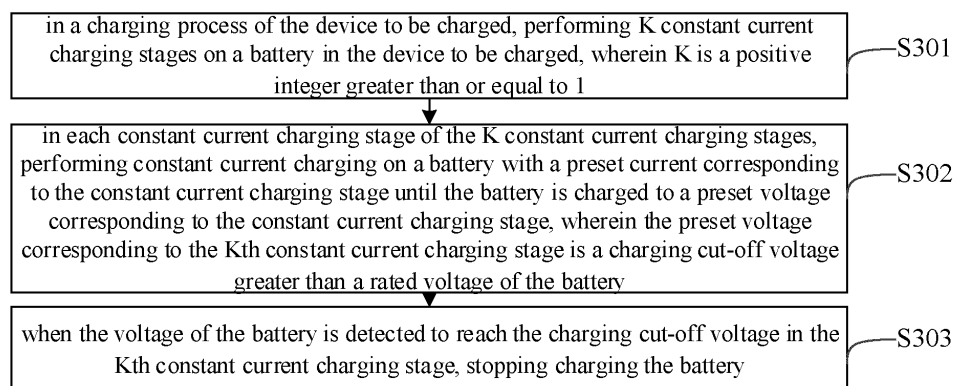 in a charging process of the device to be charged, performing K constant current
charging stages on a battery in the device to be charged, wherein K is a positive
integer greater than or equal to 1
S301
in each constant current charging stage of the K constant current charging stages,
performing constant current charging on a battery with a preset current corresponding
to the constant current charging stage until the battery is charged to a preset voltage
corresponding to the constant current charging stage, wherein the preset voltage
corresponding to the Kth constant current charging stage is a charging cut-off voltage
greater than a rated voltage of the battery
S302
when the voltage of the battery is detected to reach the charging cut-off voltage in the
Kth constant current charging stage, stopping charging the battery
S303